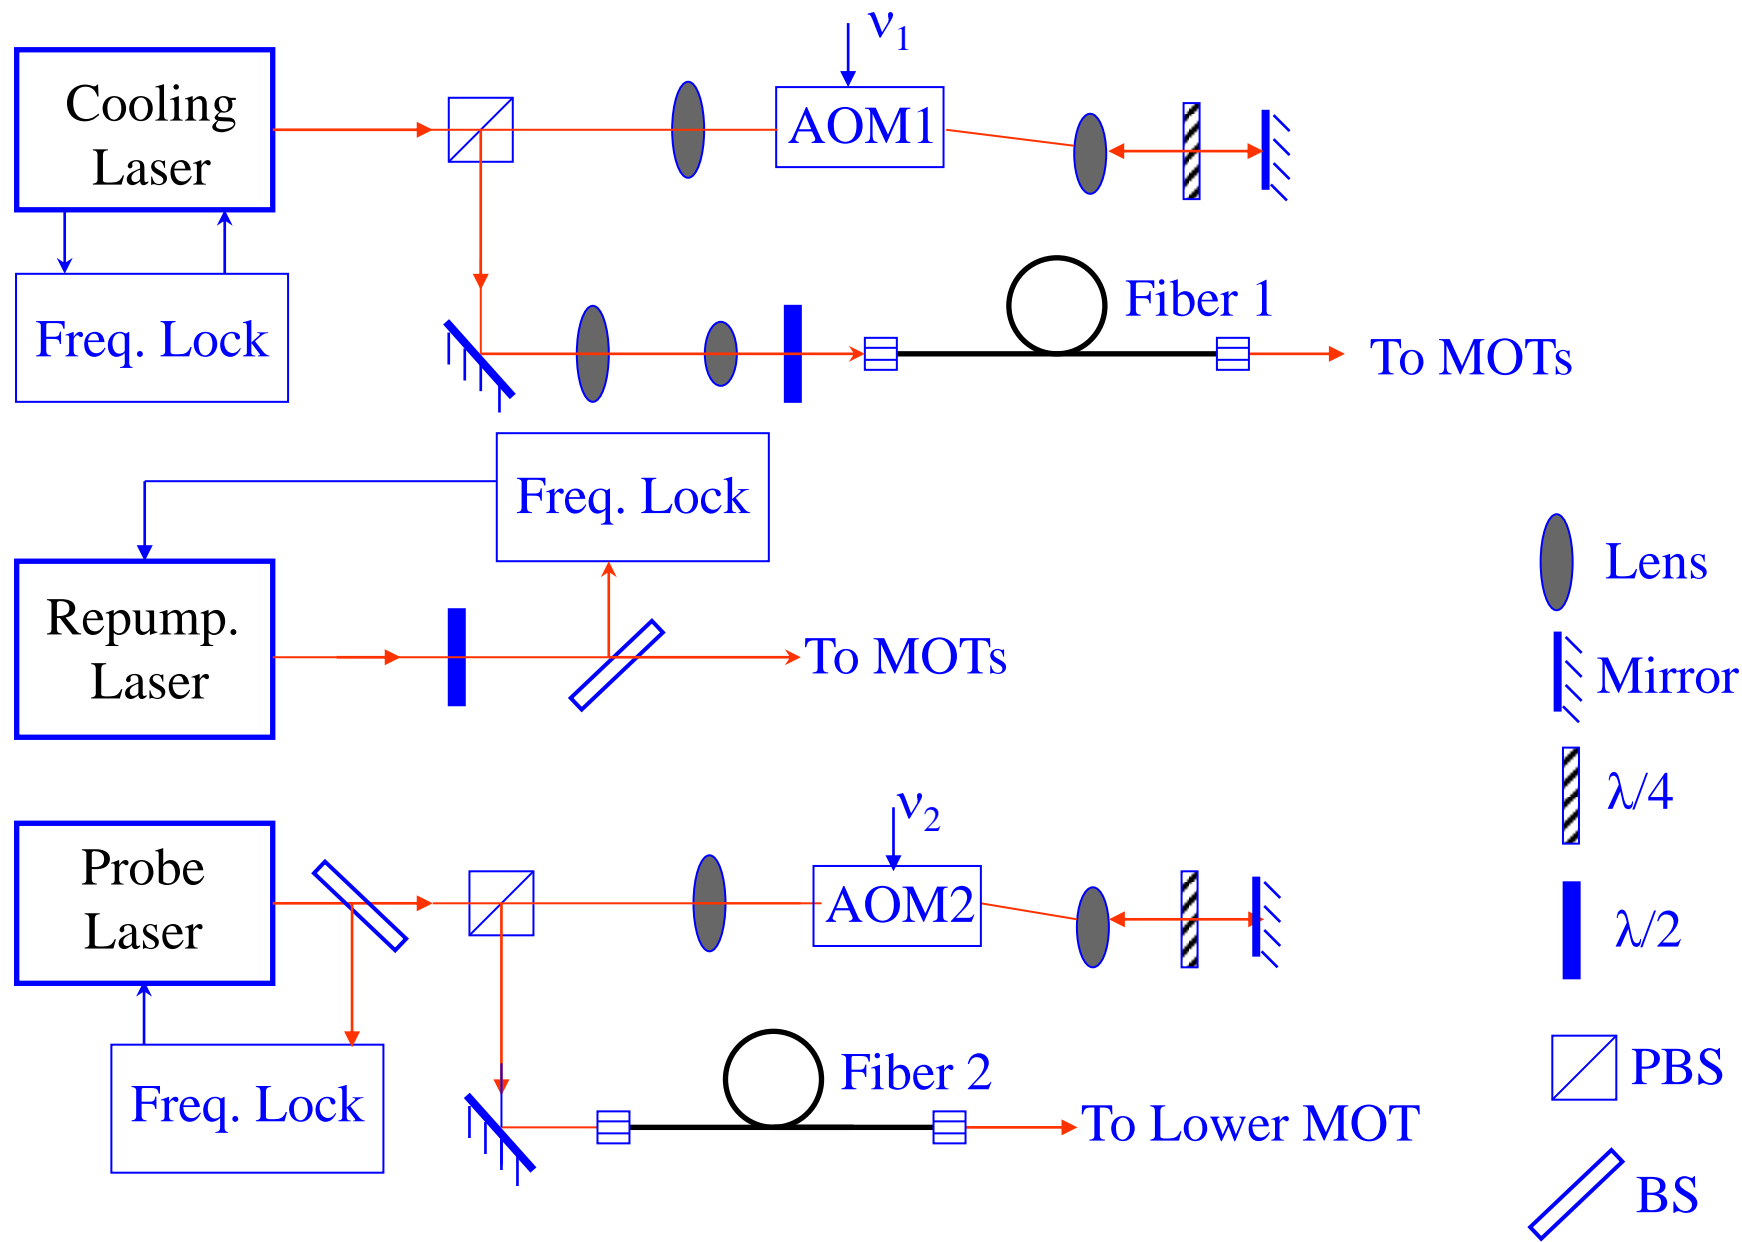 ν1
Cooling
Laser
AOM1
Freq. Lock
Fiber 1
To MOTs
Freq. Lock
Repump.
Laser
To MOTs
Lens
Mirror
λ/4
λ/2
PBS
BS
ν2
Probe
Laser
AOM2
Freq. Lock
Fiber 2
To Lower MOT